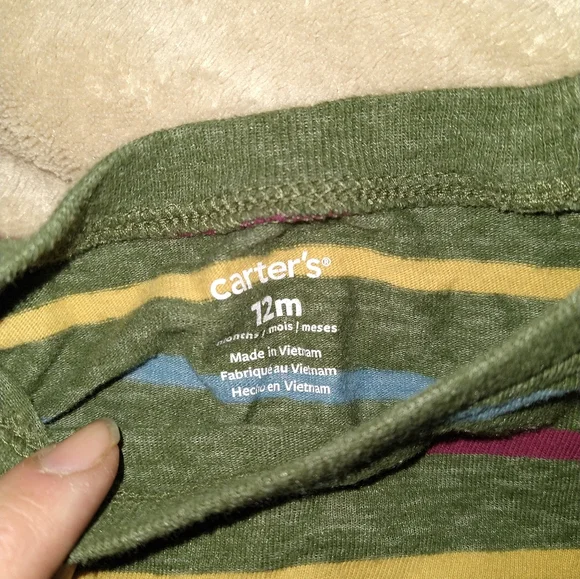 carter's®
12m
months / mois / meses
Made in Vietnam
Fabriqué au Vietnam
Hecho en Vietnam